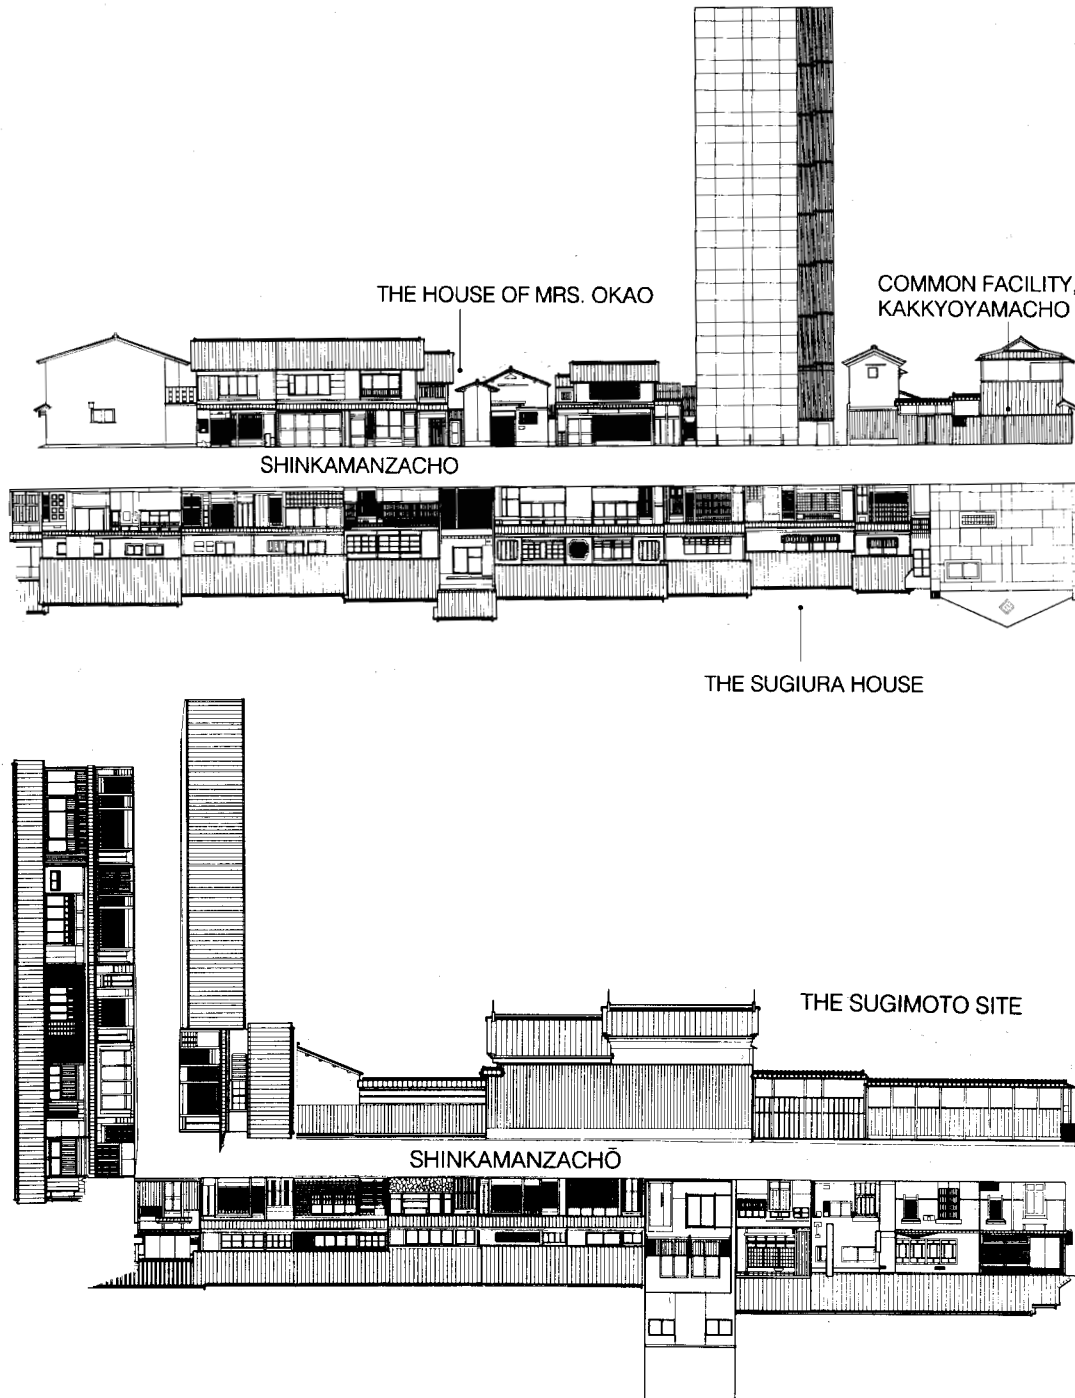 THE HOUSE OF MRS. OKAO
COMMON FACILITY,
KAKKYOYAMACHO
SHINKAMANZACHO
THE SUGIURA HOUSE
THE SUGIMOTO SITE
SHINKAMANZACHŌ